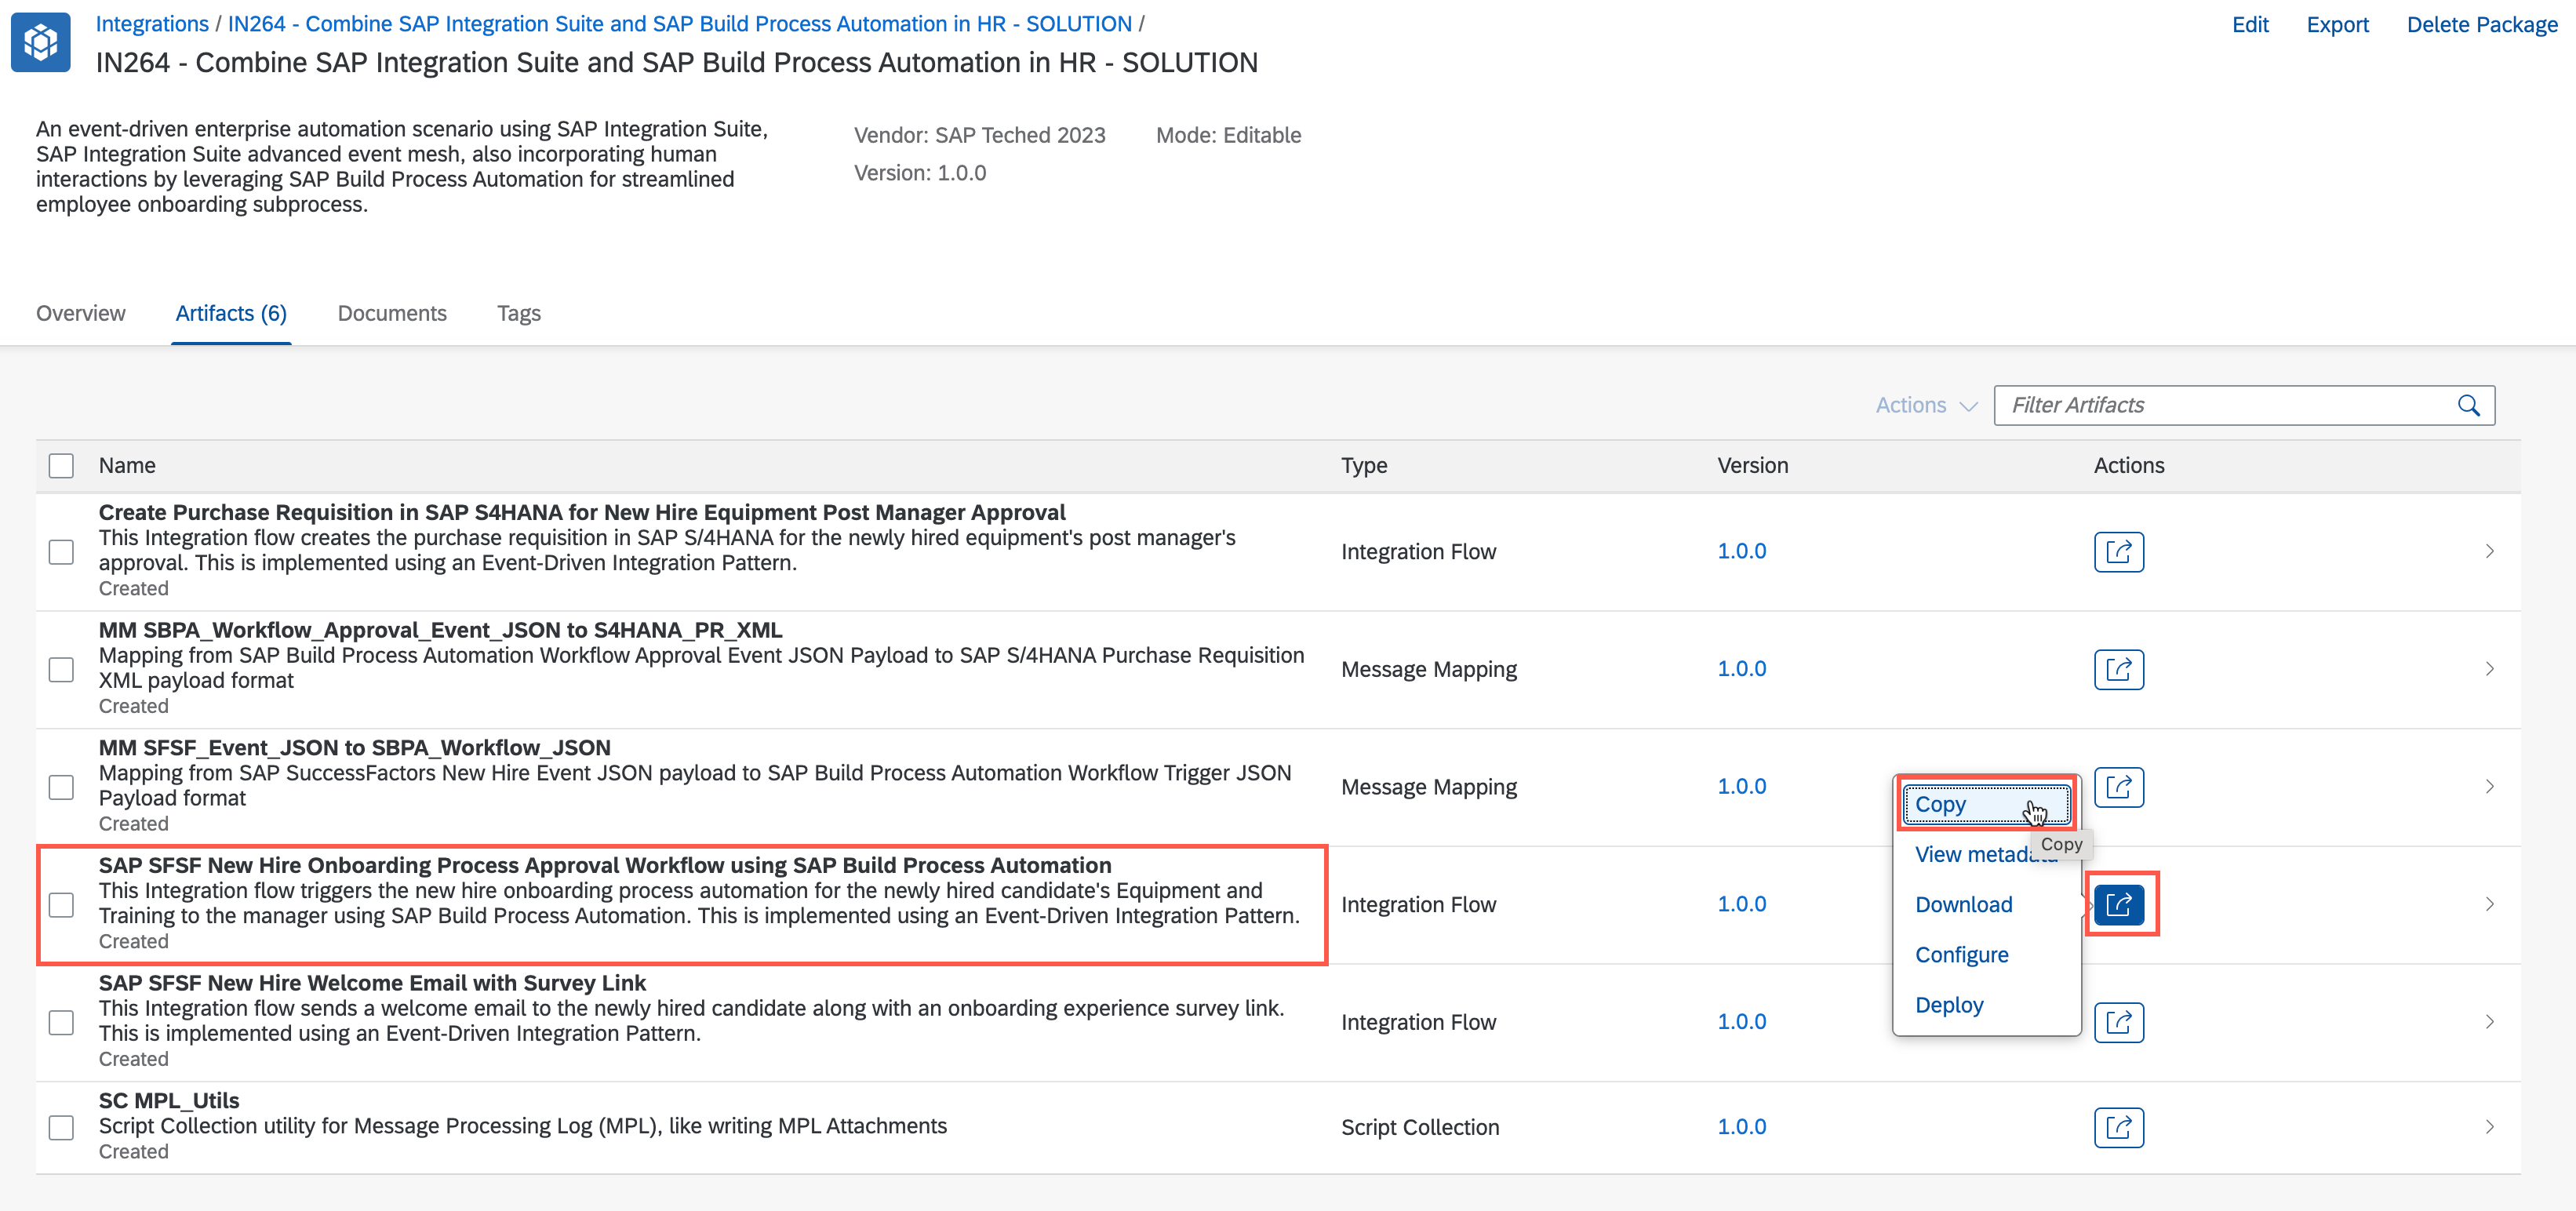 Integrations / IN264 - Combine SAP Integration Suite and SAP Build Process Automation in HR - SOLUTION /
Edit Export Delete Package
IN264 - Combine SAP Integration Suite and SAP Build Process Automation in HR - SOLUTION
An event-driven enterprise automation scenario using SAP Integration Suite,
SAP Integration Suite advanced event mesh, also incorporating human
interactions by leveraging SAP Build Process Automation for streamlined
employee onboarding subprocess.
Vendor: SAP Teched 2023 Mode: Editable
Version: 1.0.0
Overview Artifacts (6) Documents Tags
Actions Filter Artifacts
Name Type Version Actions
Create Purchase Requisition in SAP S4HANA for New Hire Equipment Post Manager Approval
This Integration flow creates the purchase requisition in SAP S/4HANA for the newly hired equipment's post manager's
approval. This is implemented using an Event-Driven Integration Pattern.
Created
Integration Flow 1.0.0
MM SBPA_Workflow_Approval_Event_JSON to S4HANA_PR_XML
Mapping from SAP Build Process Automation Workflow Approval Event JSON Payload to SAP S/4HANA Purchase Requisition
XML payload format
Created
Message Mapping 1.0.0
MM SFSF_Event_JSON to SBPA_Workflow_JSON
Mapping from SAP SuccessFactors New Hire Event JSON payload to SAP Build Process Automation Workflow Trigger JSON
Payload format
Created
Message Mapping 1.0.0
SAP SFSF New Hire Onboarding Process Approval Workflow using SAP Build Process Automation
This Integration flow triggers the new hire onboarding process automation for the newly hired candidate's Equipment and
Training to the manager using SAP Build Process Automation. This is implemented using an Event-Driven Integration Pattern.
Created
Integration Flow 1.0.0
Copy
Copy
View metadata
Download
Configure
Deploy
SAP SFSF New Hire Welcome Email with Survey Link
This Integration flow sends a welcome email to the newly hired candidate along with an onboarding experience survey link.
This is implemented using an Event-Driven Integration Pattern.
Created
Integration Flow 1.0.0
SC MPL_Utils
Script Collection utility for Message Processing Log (MPL), like writing MPL Attachments
Created
Script Collection 1.0.0